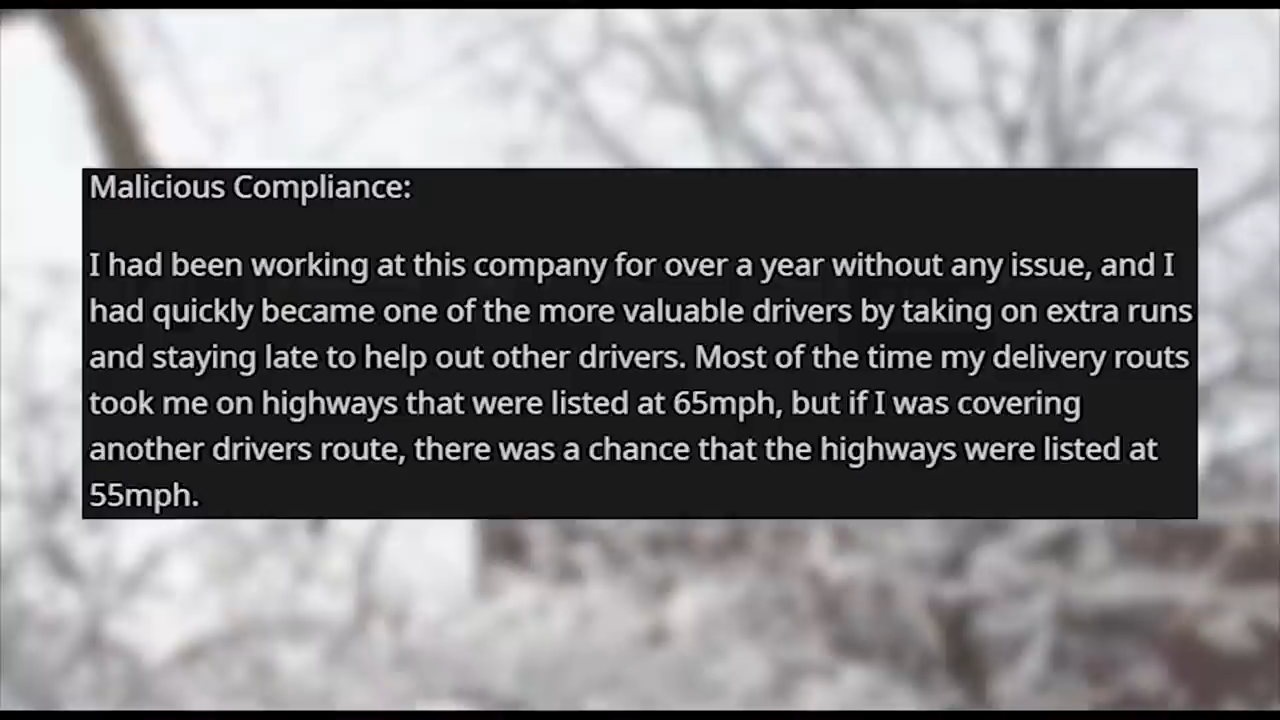 Malicious Compliance:
I had been working at this company for over a year without any issue, and I
had quickly became one of the more valuable drivers by taking on extra runs
and staying late to help out other drivers. Most of the time my delivery routs
took me on highways that were listed at 65mph, but if I was covering
another drivers route, there was a chance that the highways were listed at
55mph.